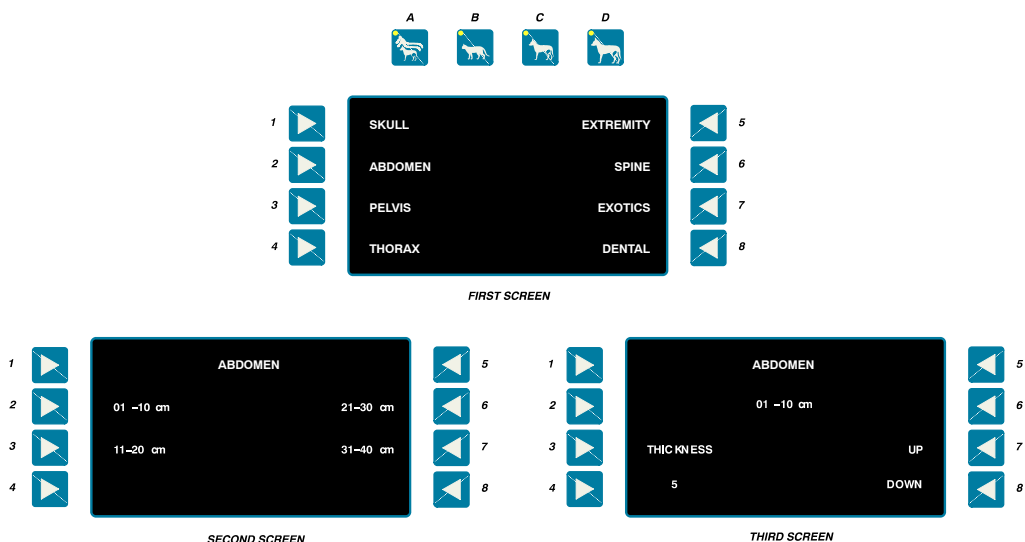 A B C D
1 SKULL EXTREMITY 5
2 ABDOMEN SPINE 6
3 PELVIS EXOTICS 7
4 THORAX DENTAL 8
FIRST SCREEN
1 ABDOMEN 5
2 01 –10 cm 21–30 cm 6
3 11–20 cm 31–40 cm 7
4 8
SECOND SCREEN
1 ABDOMEN 5
2 01 –10 cm 6
3 THICKNESS UP 7
4 5 DOWN 8
THIRD SCREEN